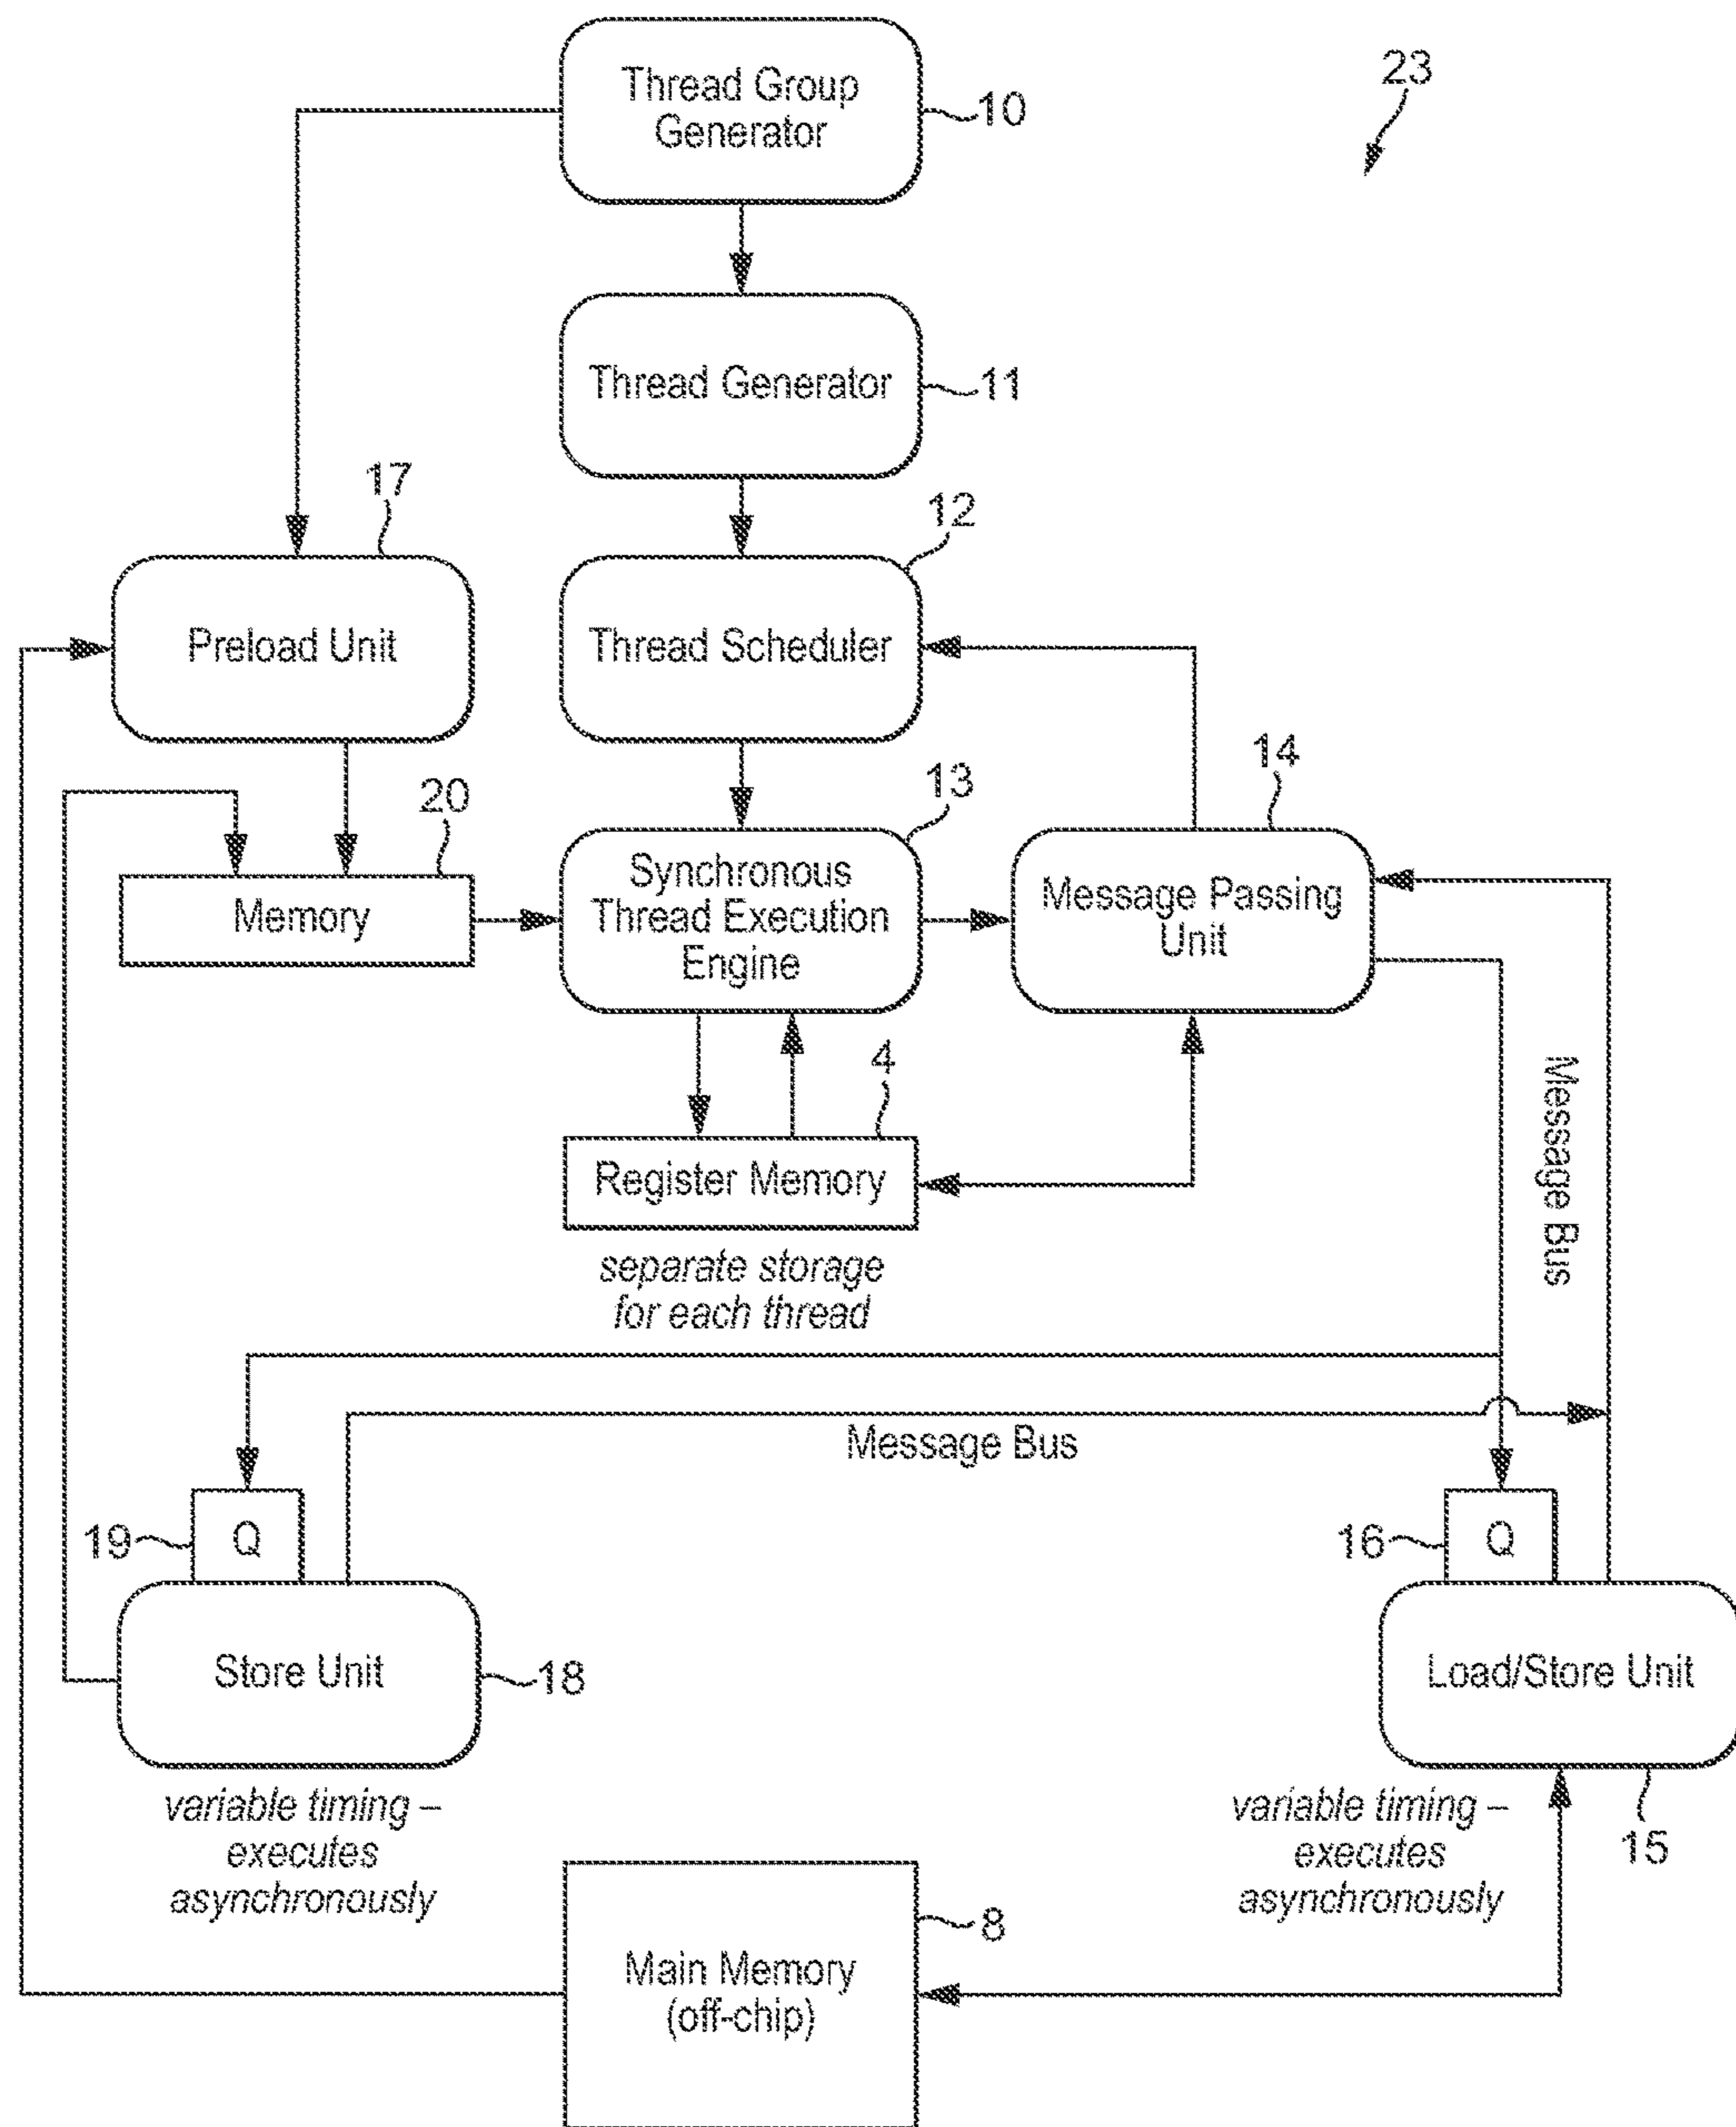 Thread Group
Generator
10
23
Thread Generator
11
17
12
Preload Unit
Thread Scheduler
14
13
20
Memory
Synchronous
Thread Execution
Engine
Message Passing
Unit
4
Register Memory
separate storage
for each thread
Message Bus
Message Bus
19
Q
16
Q
Store Unit
18
Load/Store Unit
15
variable timing –
executes
asynchronously
variable timing –
executes
asynchronously
8
Main Memory
(off-chip)